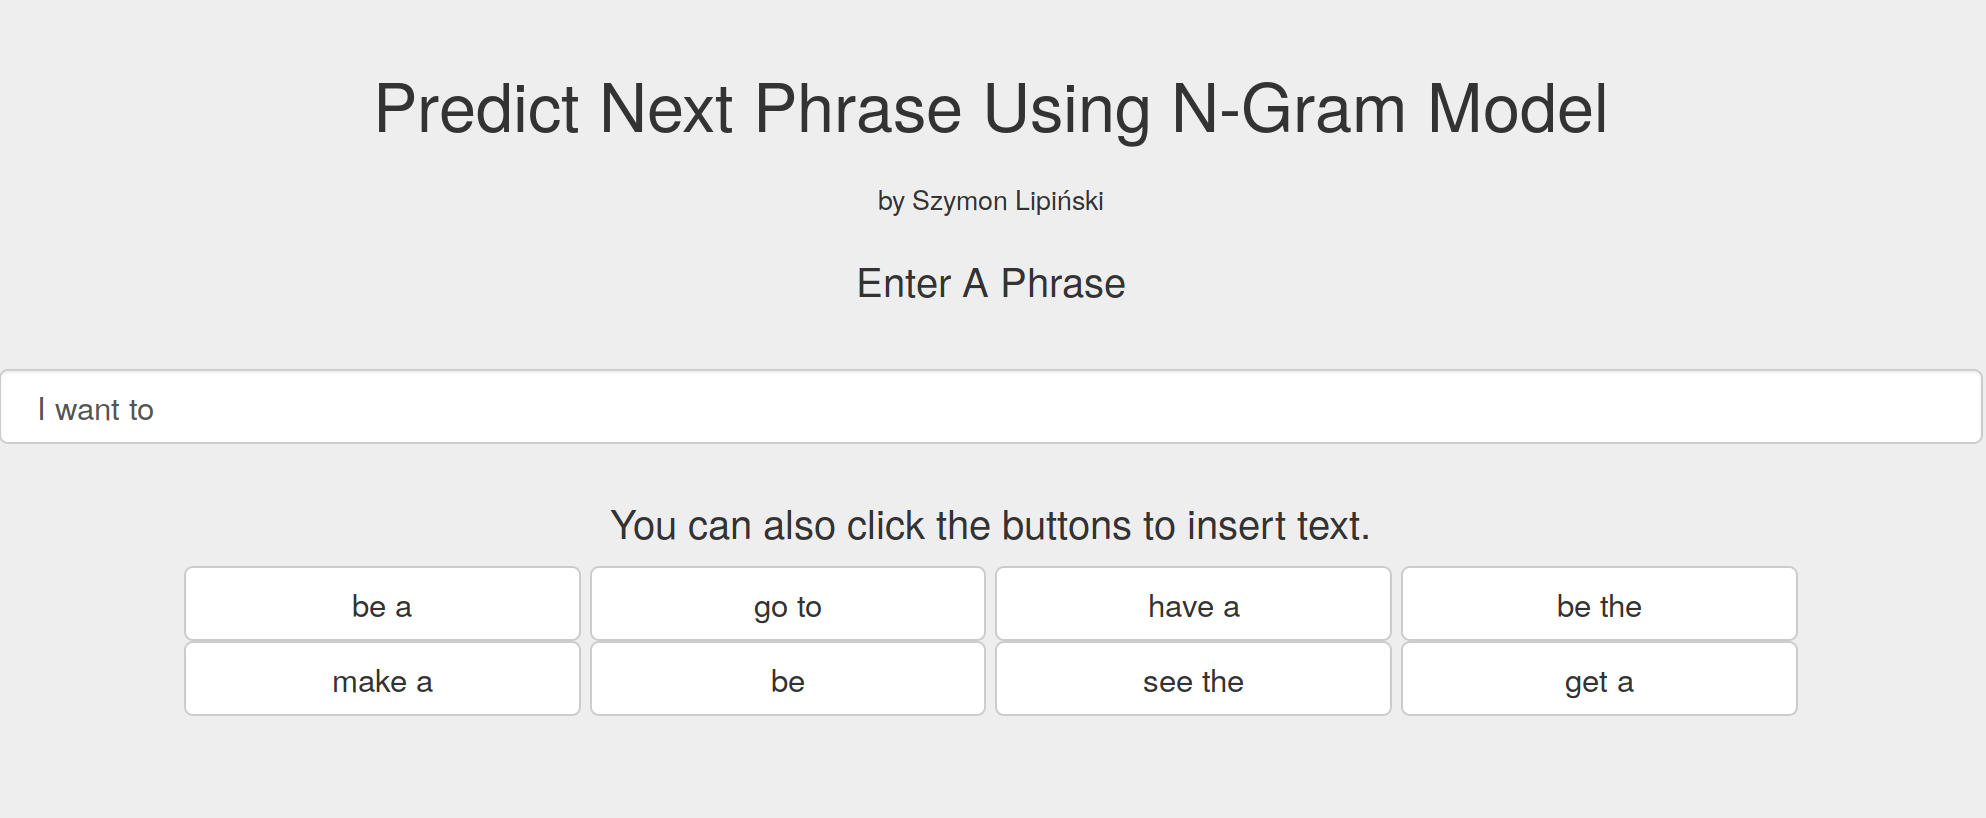 Predict Next Phrase Using N-Gram Model
by Szymon Lipiński
Enter A Phrase
I want to
You can also click the buttons to insert text.
be a go to have a be the
make a be see the get a